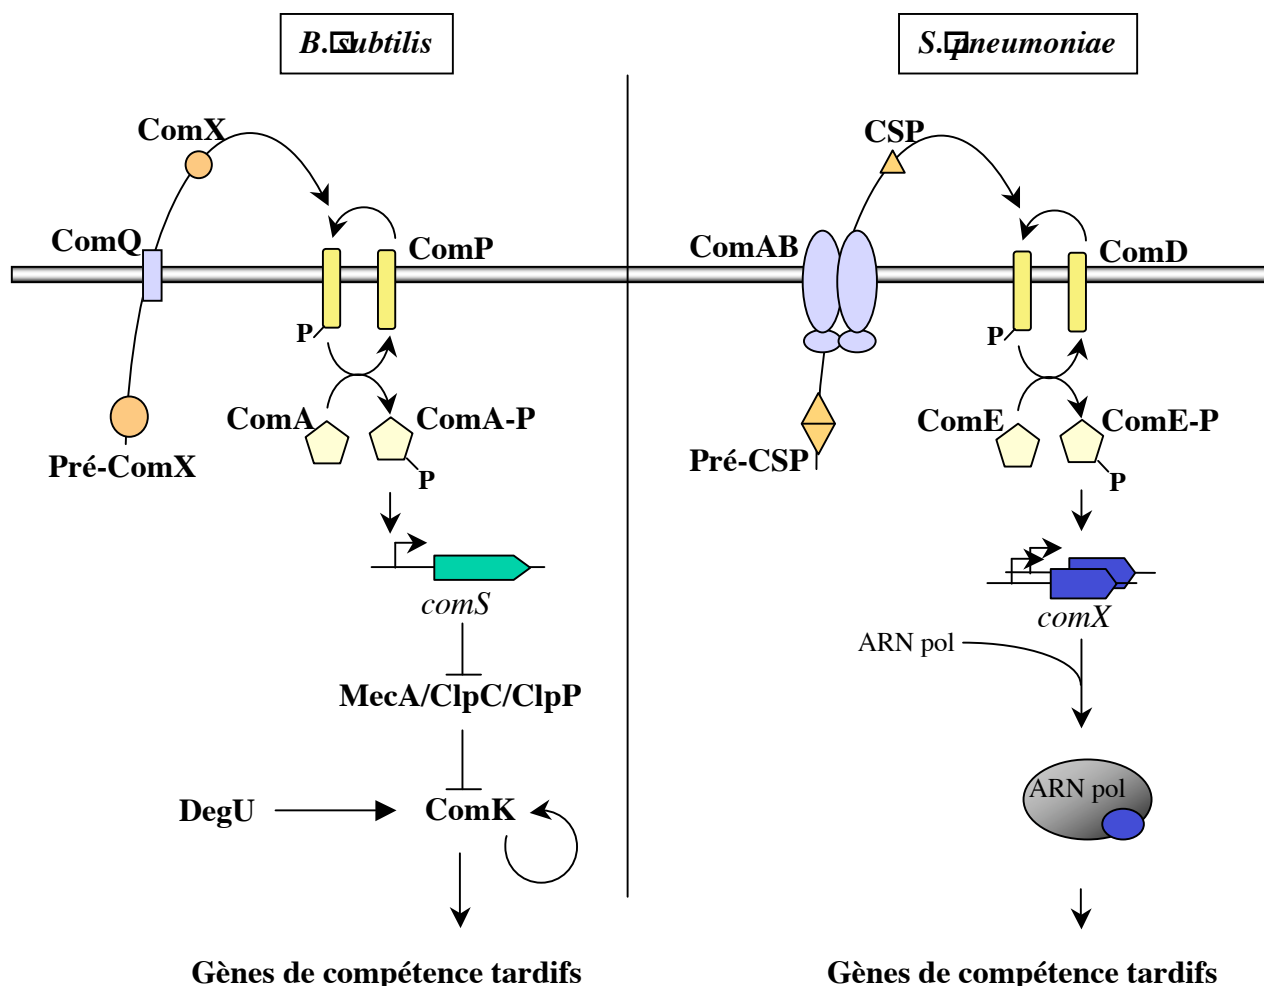 B. subtilis
ComX
ComQ
ComP
P
ComA
ComA-P
Pré-ComX
P
comS
MecA/ClpC/ClpP
DegU
ComK
Gènes de compétence tardifs
S. pneumoniae
CSP
ComAB
ComD
P
ComE
ComE-P
Pré-CSP
P
comX
ARN pol
ARN pol
Gènes de compétence tardifs